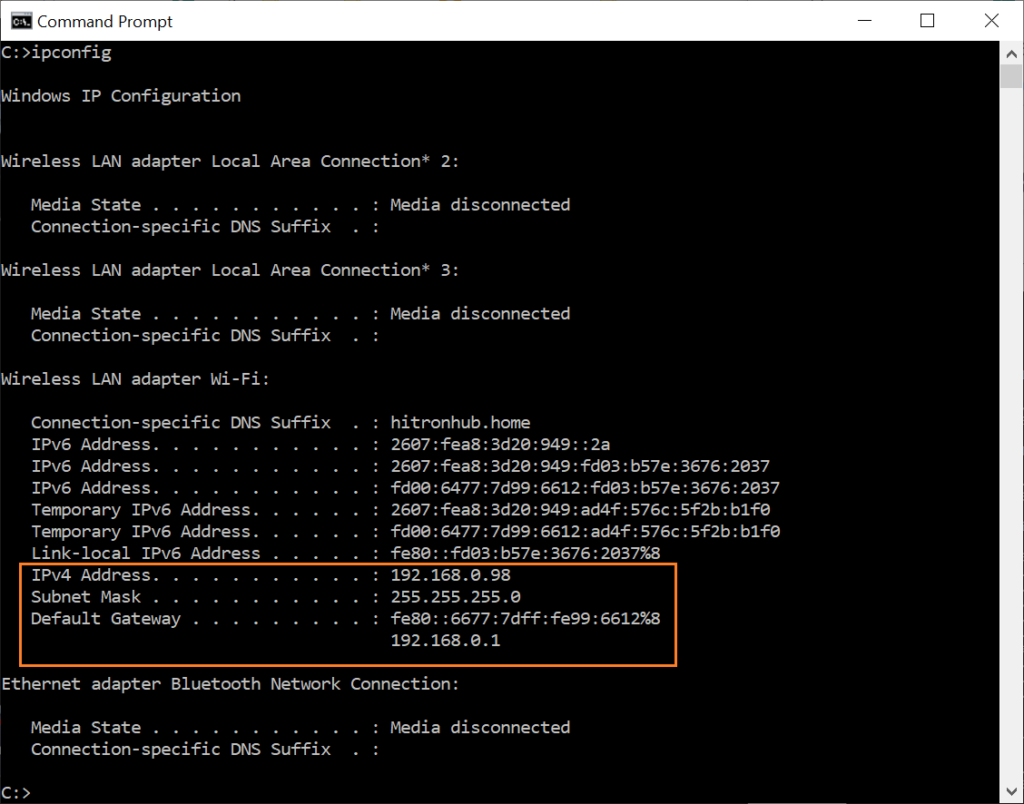 Command Prompt
C:>ipconfig
Windows IP Configuration
Wireless LAN adapter Local Area Connection* 2:
Media State . . . . . . . . . . . : Media disconnected
Connection-specific DNS Suffix  . :
Wireless LAN adapter Local Area Connection* 3:
Media State . . . . . . . . . . . : Media disconnected
Connection-specific DNS Suffix  . :
Wireless LAN adapter Wi-Fi:
Connection-specific DNS Suffix  . : hitronhub.home
IPv6 Address. . . . . . . . . . . : 2607:fea8:3d20:949::2a
IPv6 Address. . . . . . . . . . . : 2607:fea8:3d20:949:fd03:b57e:3676:2037
IPv6 Address. . . . . . . . . . . : fd00:6477:7d99:6612:fd03:b57e:3676:2037
Temporary IPv6 Address. . . . . . : 2607:fea8:3d20:949:ad4f:576c:5f2b:b1f0
Temporary IPv6 Address. . . . . . : fd00:6477:7d99:6612:ad4f:576c:5f2b:b1f0
Link-local IPv6 Address . . . . . : fe80::fd03:b57e:3676:2037%8
IPv4 Address. . . . . . . . . . . : 192.168.0.98
Subnet Mask . . . . . . . . . . . : 255.255.255.0
Default Gateway . . . . . . . . . : fe80::6677:7dff:fe99:6612%8
192.168.0.1
Ethernet adapter Bluetooth Network Connection:
Media State . . . . . . . . . . . : Media disconnected
Connection-specific DNS Suffix  . :
C:>